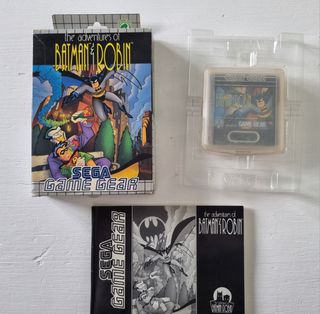 the adventures of
BATMAN & ROBIN
SEGA
GAME GEAR
GAME GEAR
SEGA
GAME GEAR
the adventures of
BATMAN & ROBIN